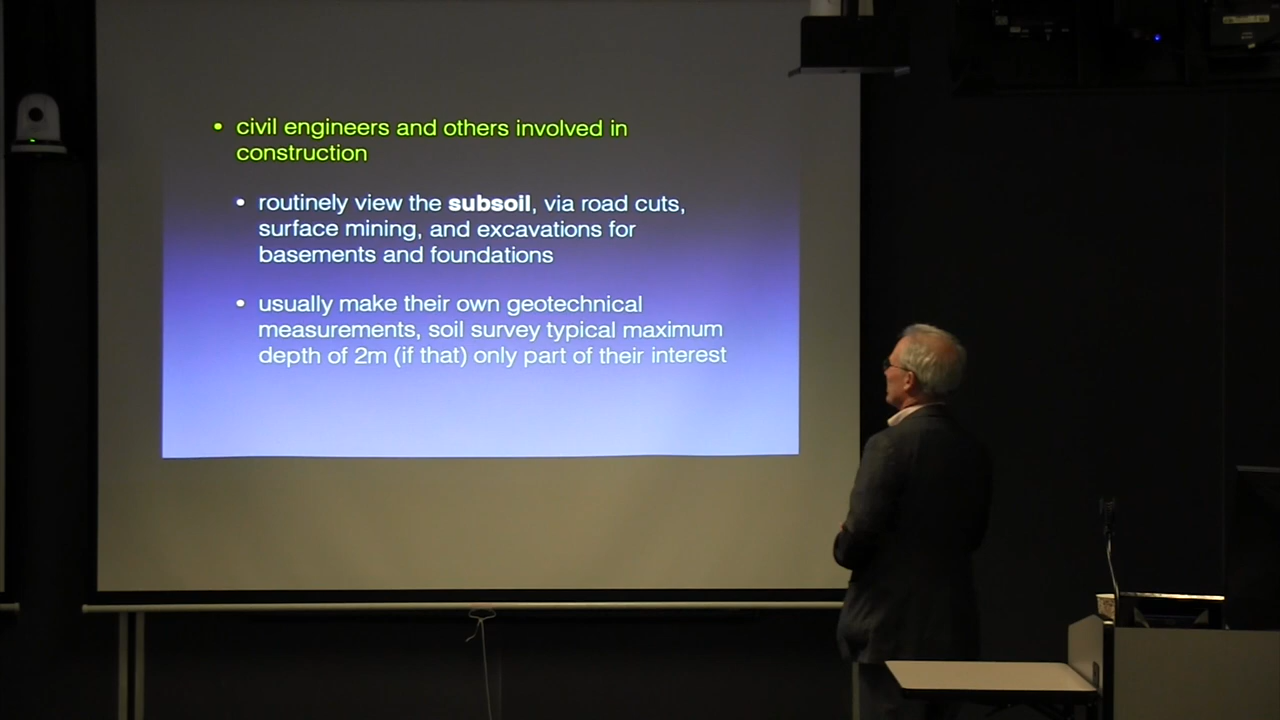 • civil engineers and others involved in
construction
• routinely view the subsoil, via road cuts,
surface mining, and excavations for
basements and foundations
• usually make their own geotechnical
measurements, soil survey typical maximum
depth of 2m (if that) only part of their interest